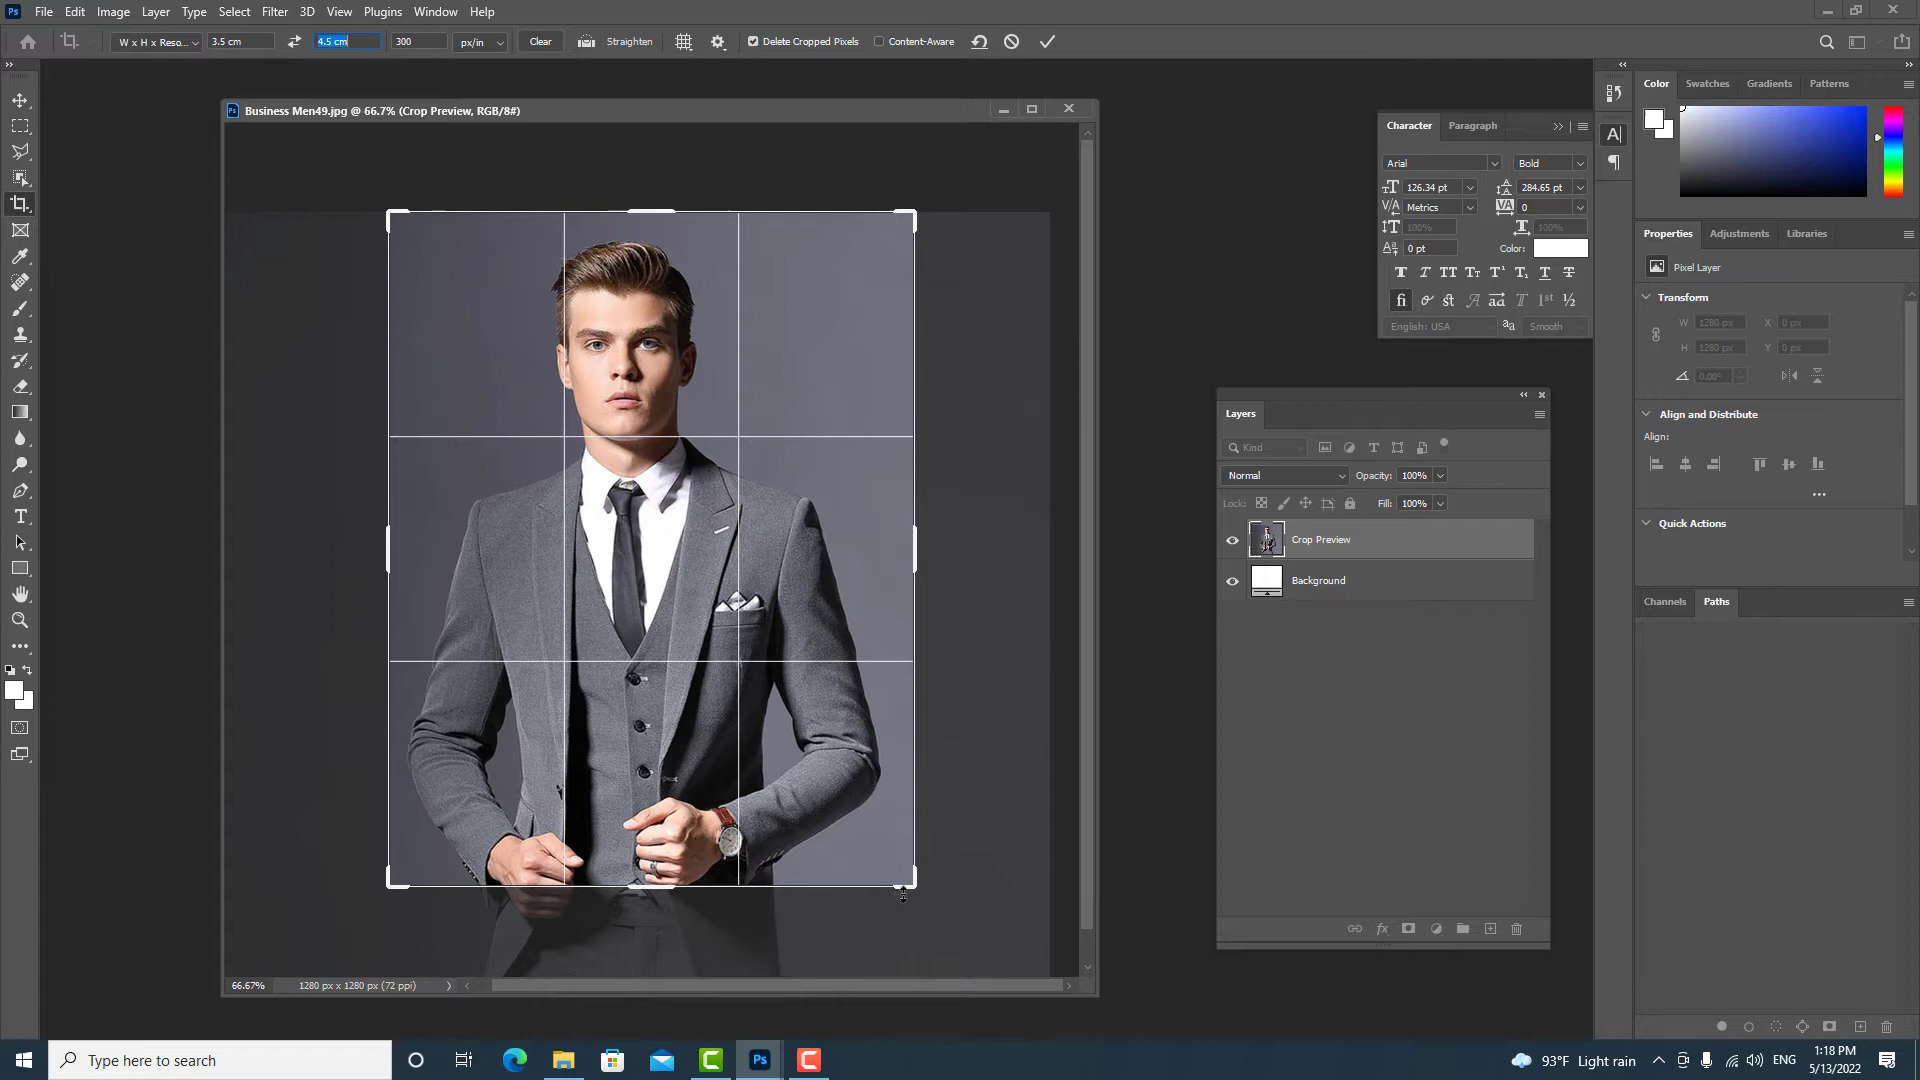 Ps File Edit Image Layer Type Select Filter 3D View Plugins Window Help
W x H x Reso... 3.5 cm 4.5 cm 300 px/in Clear Straighten Delete Cropped Pixels Content-Aware
Ps Business Men49.jpg @ 66.7% (Crop Preview, RGB/8#)
66.67% 1280 px x 1280 px (72 ppi)
Character Paragraph
Arial Bold
126.34 pt 284.65 pt
Metrics 0
100% 100%
0 pt Color:
English: USA Smooth
Layers
Kind
Normal Opacity: 100%
Lock: Fill: 100%
Crop Preview
Background
Color Swatches Gradients Patterns
Properties Adjustments Libraries
Pixel Layer
Transform
W 1280 px X 0 px
H 1280 px Y 0 px
0.00°
Align and Distribute
Align:
Quick Actions
Channels Paths
Type here to search
Ps
93°F Light rain
ENG
1:18 PM
5/13/2022